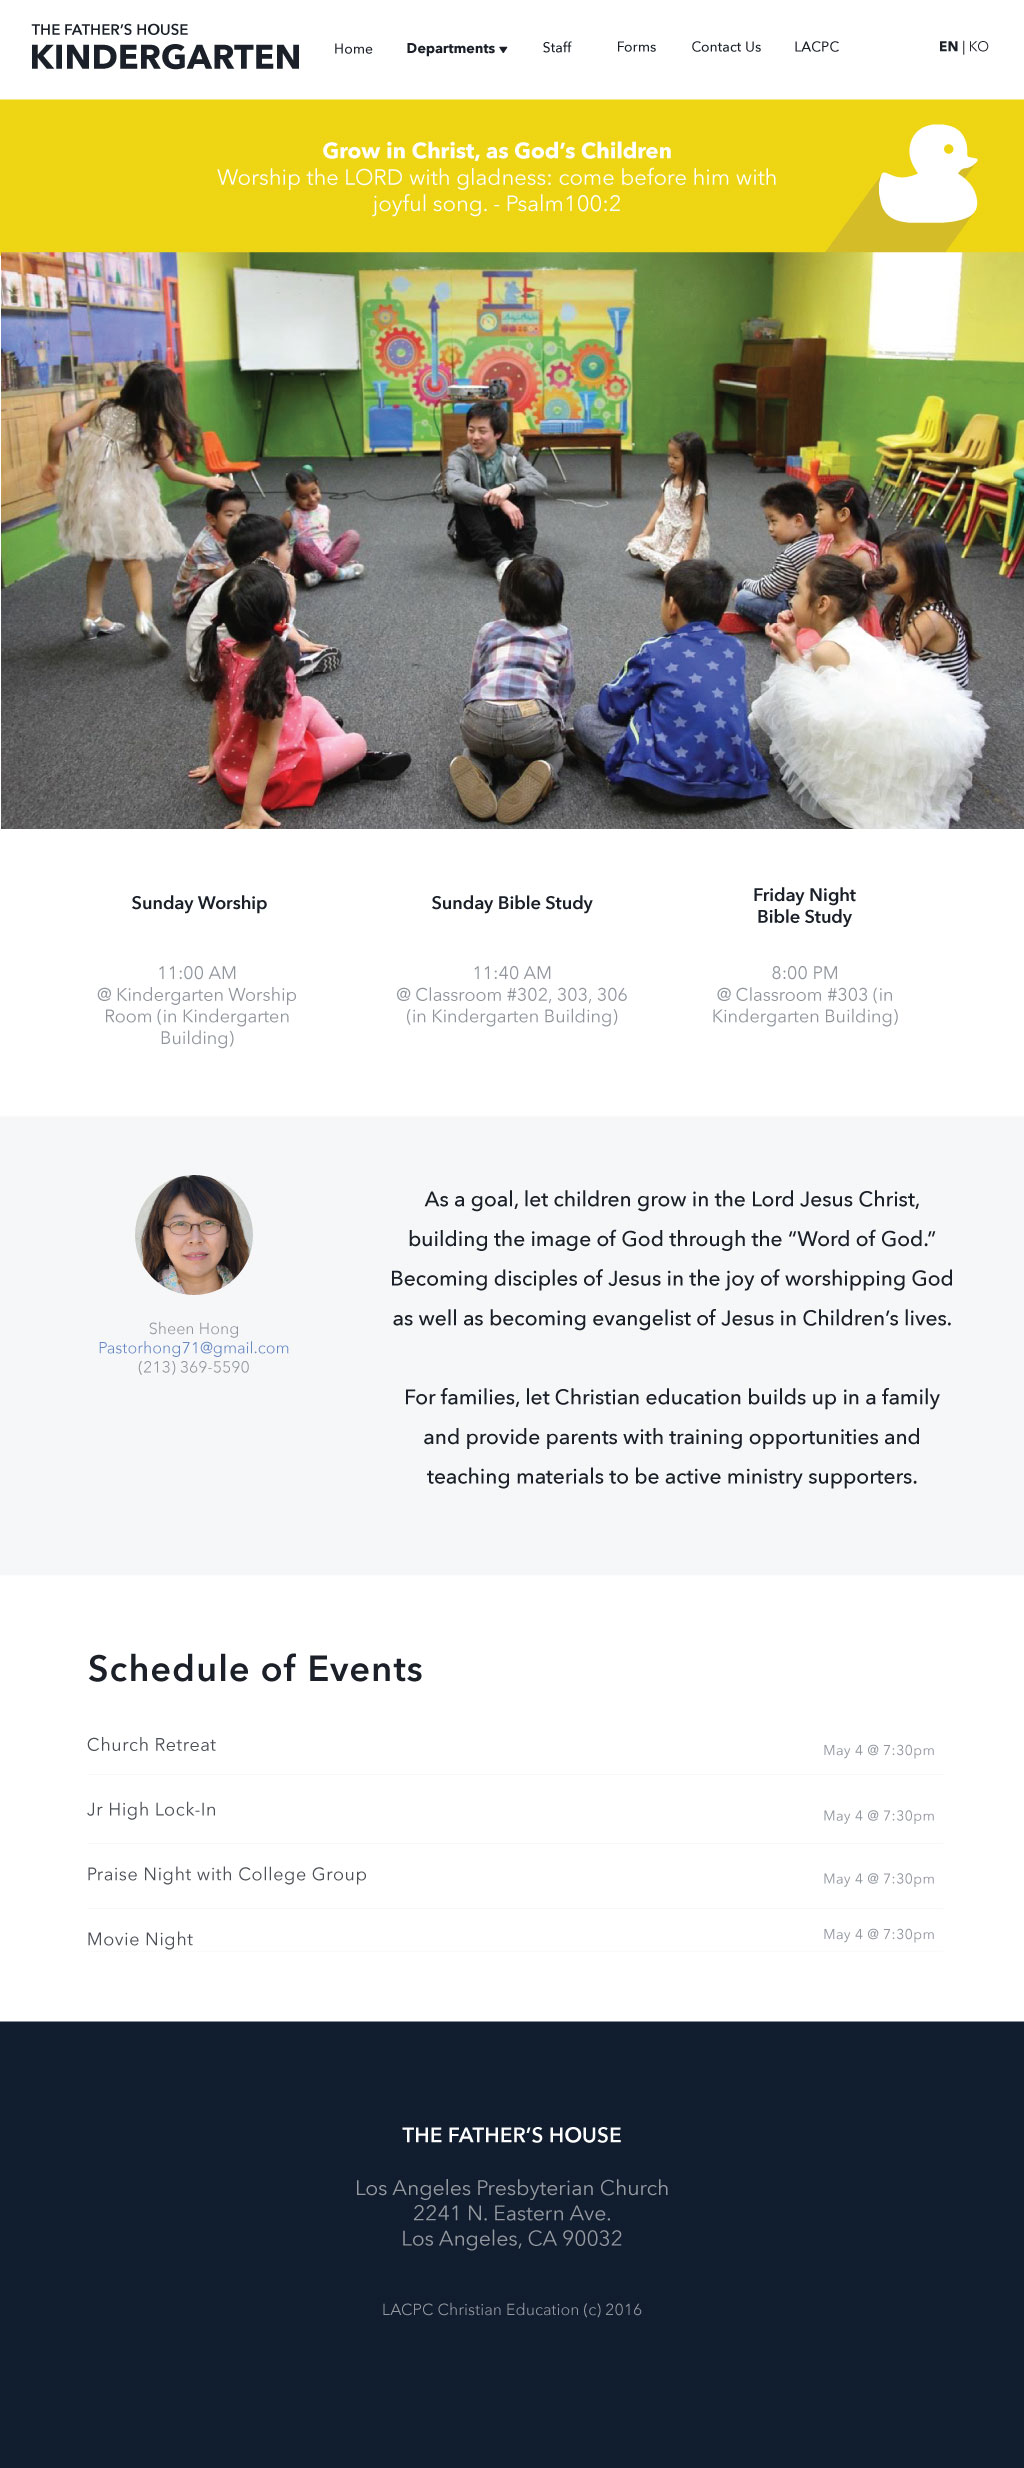 THE FATHER'S HOUSE
KINDERGARTEN
Home Departments ▾ Staff Forms Contact Us LACPC EN | KO
Grow in Christ, as God's Children
Worship the LORD with gladness: come before him with
joyful song. - Psalm100:2
Sunday Worship
11:00 AM
@ Kindergarten Worship
Room (in Kindergarten
Building)
Sunday Bible Study
11:40 AM
@ Classroom #302, 303, 306
(in Kindergarten Building)
Friday Night
Bible Study
8:00 PM
@ Classroom #303 (in
Kindergarten Building)
Sheen Hong
Pastorhong71@gmail.com
(213) 369-5590
As a goal, let children grow in the Lord Jesus Christ,
building the image of God through the “Word of God.”
Becoming disciples of Jesus in the joy of worshipping God
as well as becoming evangelist of Jesus in Children’s lives.
For families, let Christian education builds up in a family
and provide parents with training opportunities and
teaching materials to be active ministry supporters.
Schedule of Events
Church Retreat May 4 @ 7:30pm
Jr High Lock-In May 4 @ 7:30pm
Praise Night with College Group May 4 @ 7:30pm
Movie Night May 4 @ 7:30pm
THE FATHER’S HOUSE
Los Angeles Presbyterian Church
2241 N. Eastern Ave.
Los Angeles, CA 90032
LACPC Christian Education (c) 2016